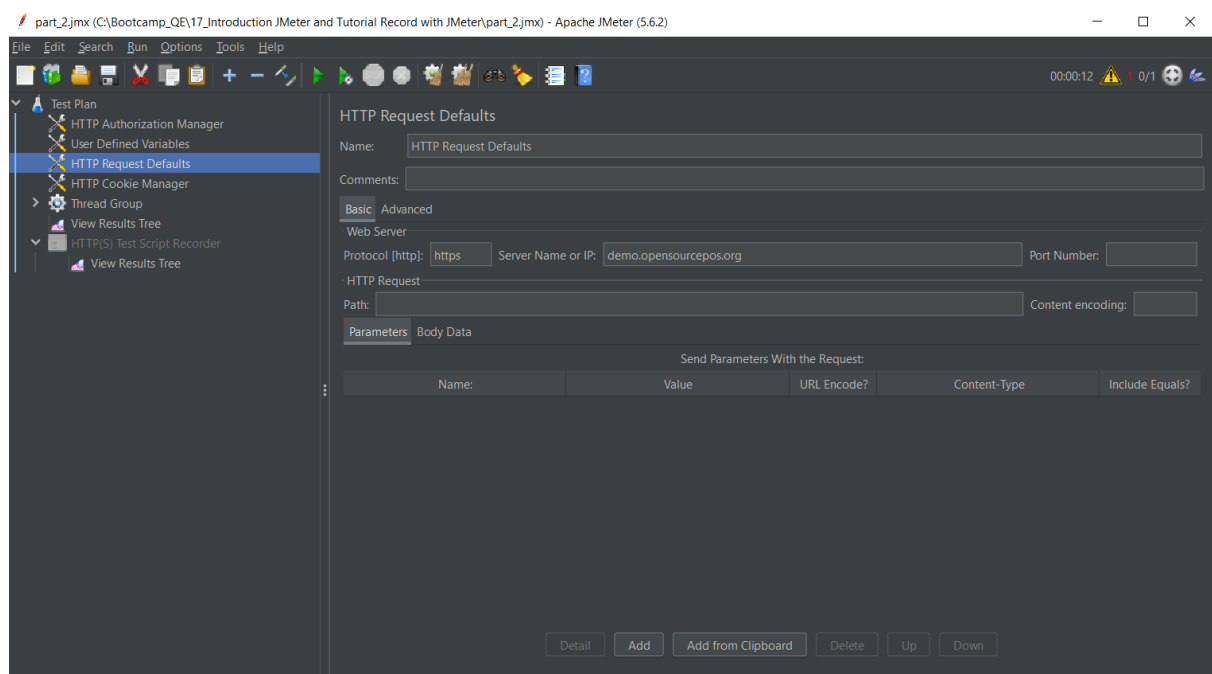 part_2.jmx (C:\Bootcamp_QE\17_Introduction JMeter and Tutorial Record with JMeter\part_2.jmx) - Apache JMeter (5.6.2)
File Edit Search Run Options Tools Help
00:00:12 1 0/1
Test Plan
HTTP Authorization Manager
User Defined Variables
HTTP Request Defaults
HTTP Cookie Manager
Thread Group
View Results Tree
HTTP(S) Test Script Recorder
View Results Tree
HTTP Request Defaults
Name: HTTP Request Defaults
Comments:
Basic Advanced
Web Server
Protocol [http]: https Server Name or IP: demo.opensourcepos.org Port Number:
HTTP Request
Path: Content encoding:
Parameters Body Data
Send Parameters With the Request:
Name: Value URL Encode? Content-Type Include Equals?
Detail Add Add from Clipboard Delete Up Down